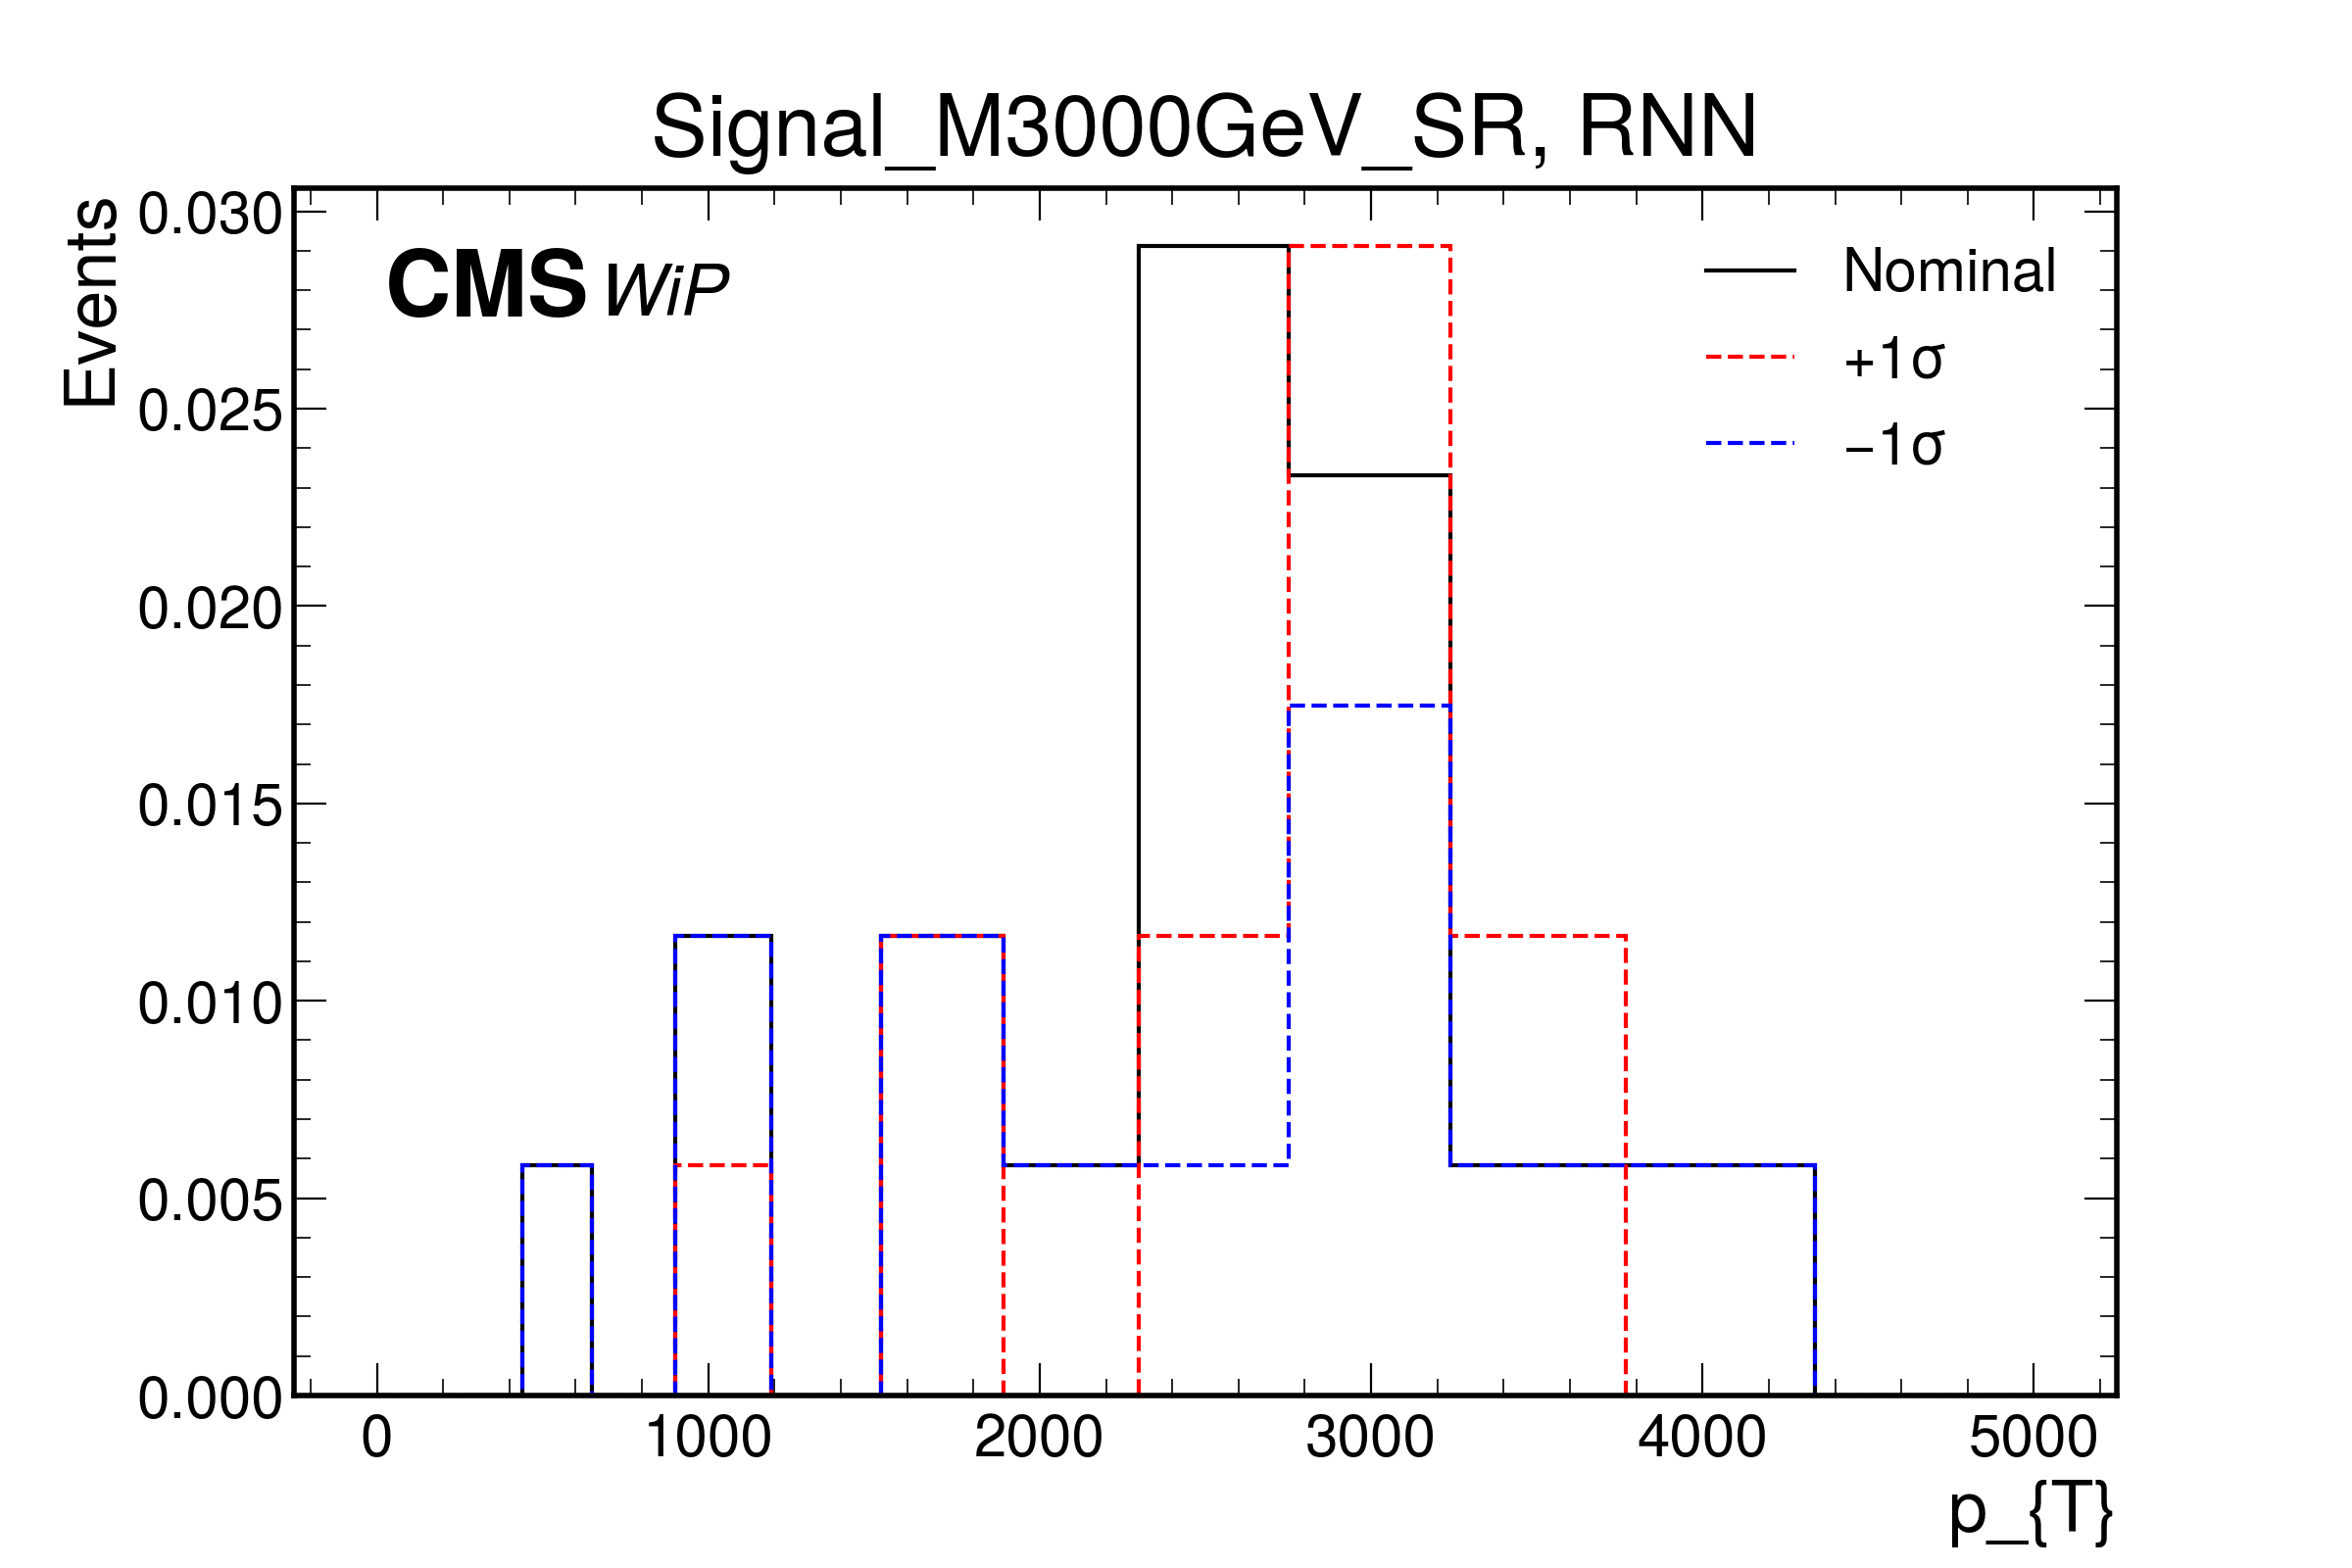 Signal_M3000GeV_SR, RNN
Events
CMS WiP
Nominal
+1σ
−1σ
0.030
0.025
0.020
0.015
0.010
0.005
0.000
0 1000 2000 3000 4000 5000
p_{T}